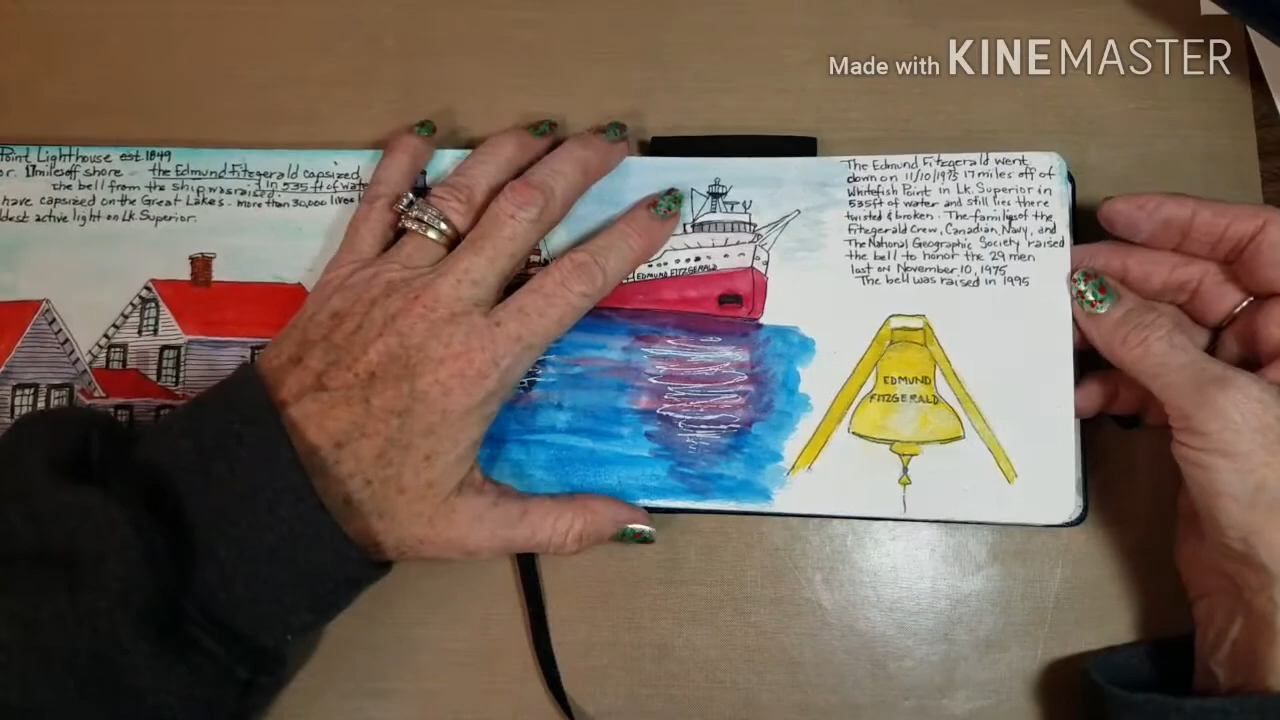 Made with KINEMASTER
Point Lighthouse est. 1849
or. 17 miles off shore - the Edmund Fitzgerald capsized
in 535 ft of wate
the bell from the ship was raised
have capsized on the Great Lakes - more than 30,000 lives
ldest active light on Lk. Superior.
EDMUND FITZGERALD
The Edmund Fitzgerald went
down on 11/10/1975 17 miles off of
Whitefish Point in Lk. Superior in
535ft of water and still lies there
twisted & broken. The families of the
Fitzgerald Crew, Canadian Navy, and
The National Geographic Society raised
the bell to honor the 29 men
lost on November 10, 1975
The bell was raised in 1995
EDMUND
FITZGERALD